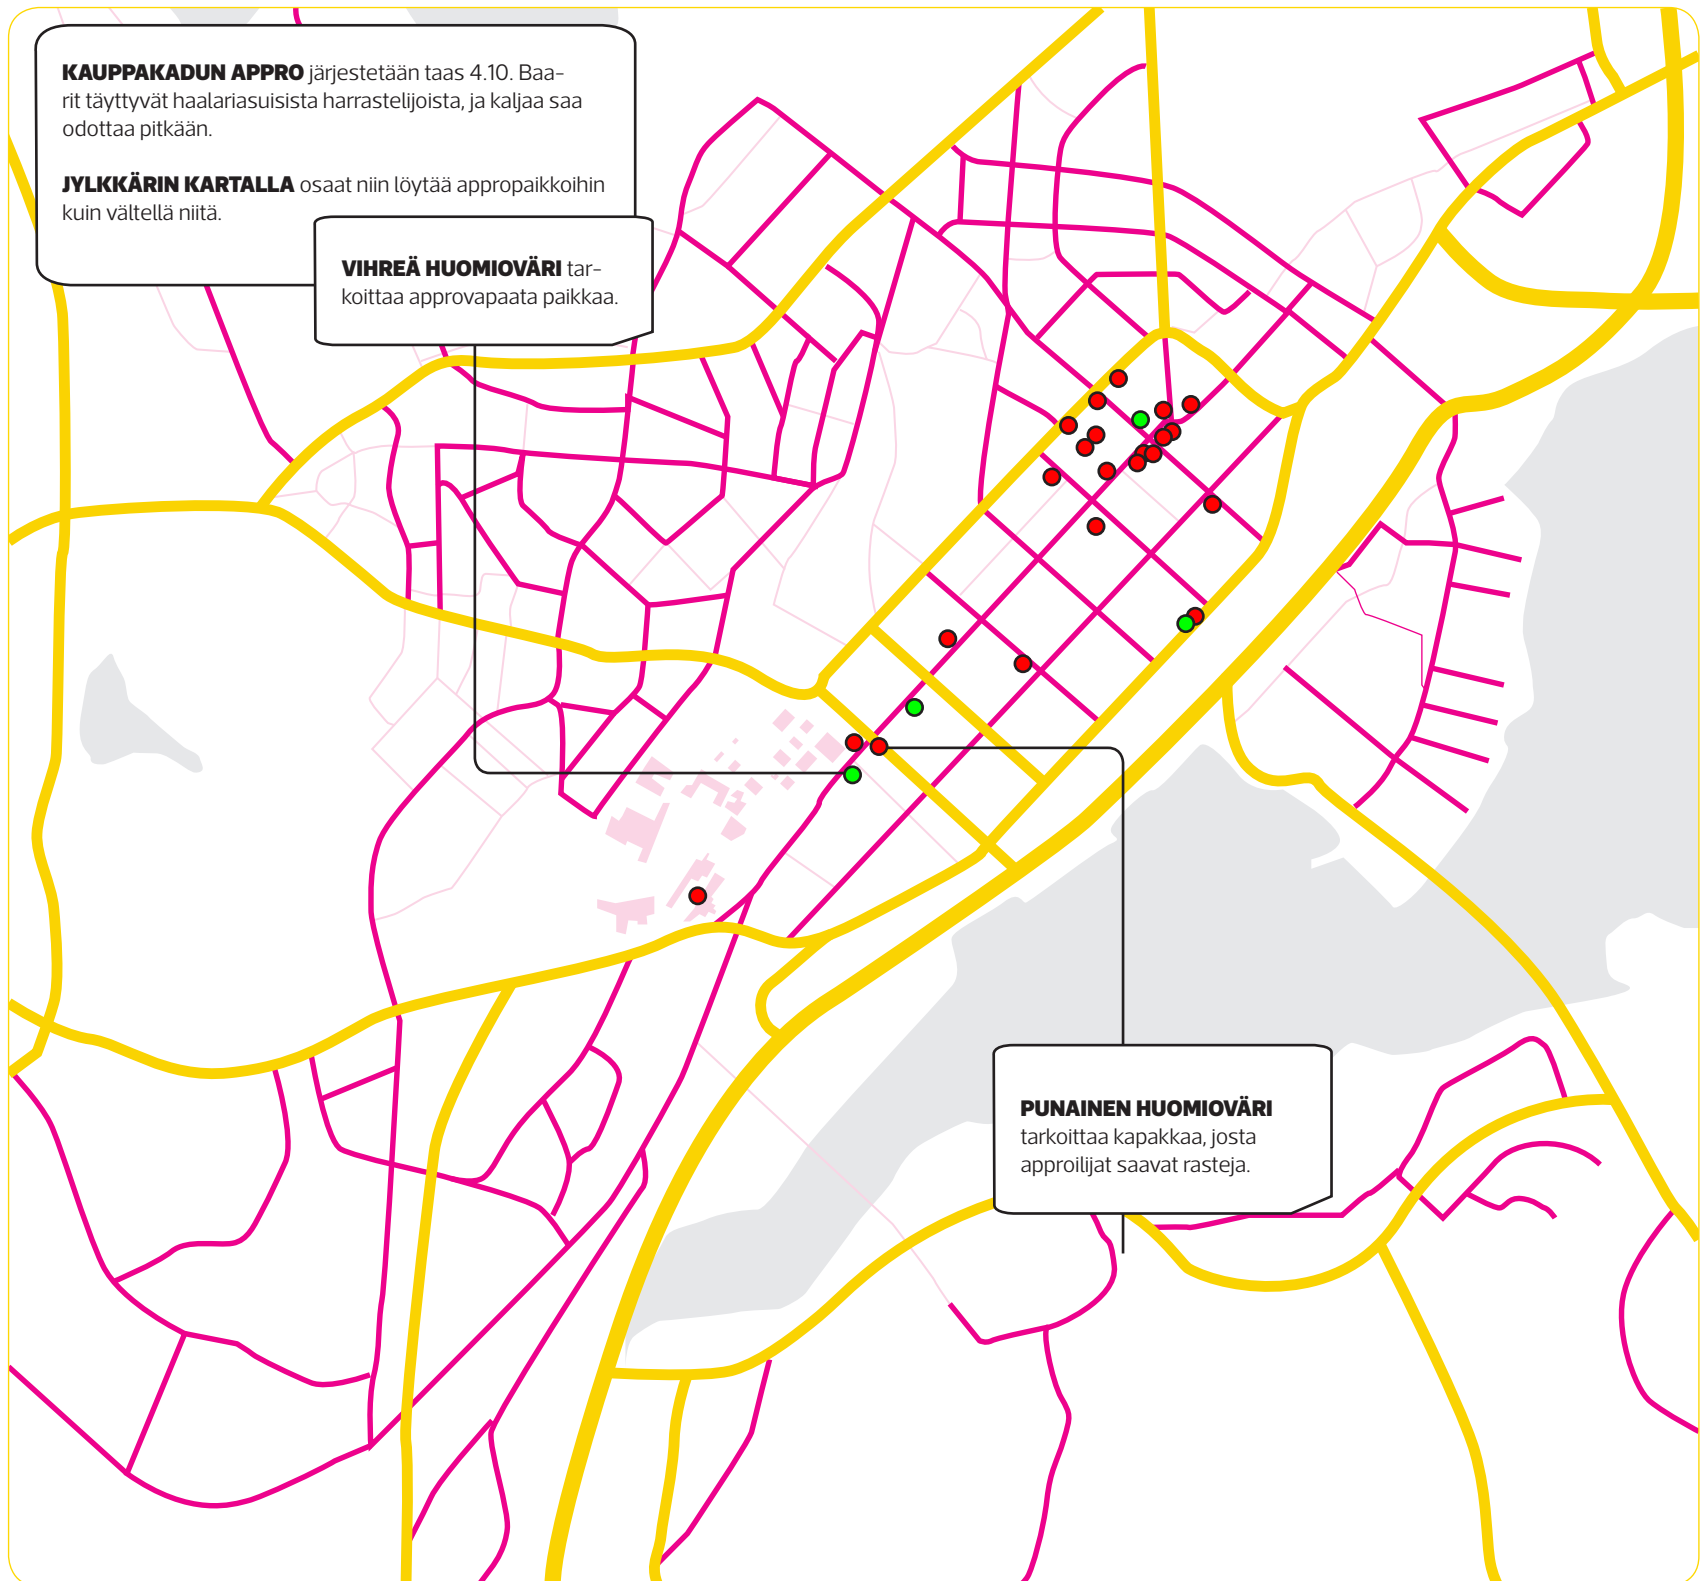 KAUPPAKADUN APPRO järjestetään taas 4.10. Baa-
rit täyttyvät haalariasuisista harrastelijoista, ja kaljaa saa
odottaa pitkään.
JYLKKÄRIN KARTALLA osaat niin löytää appropaikkoihin
kuin vältellä niitä.
VIHREÄ HUOMIOVÄRI tar-
koittaa approvapaata paikkaa.
PUNAINEN HUOMIOVÄRI
tarkoittaa kapakkaa, josta
approilijat saavat rasteja.